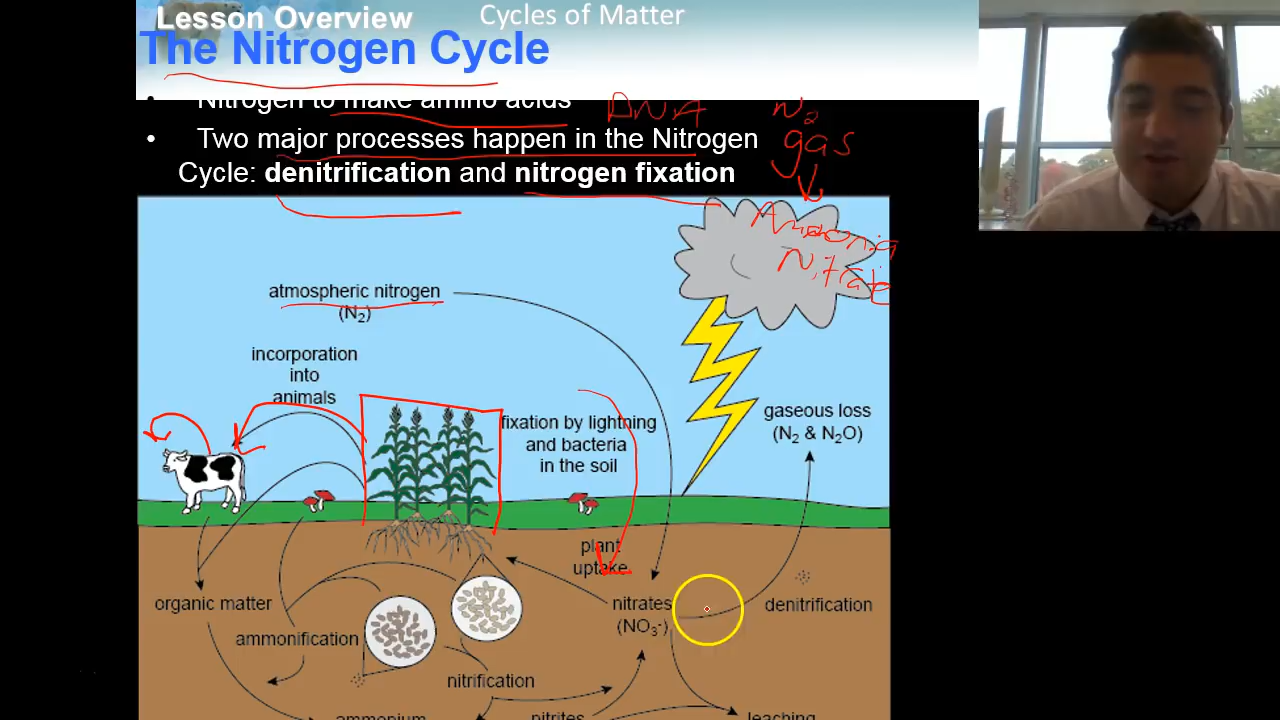 Lesson Overview
Cycles of Matter
The Nitrogen Cycle
• Nitrogen to make amino acids
DNA
N2
gas
• Two major processes happen in the Nitrogen
Cycle: denitrification and nitrogen fixation
Ammonia
Nitrate
atmospheric nitrogen
(N2)
incorporation
into
animals
fixation by lightning
and bacteria
in the soil
gaseous loss
(N2 & N2O)
plant
uptake
organic matter
nitrates
(NO3-)
denitrification
ammonification
nitrification
ammonium
nitrites
leaching